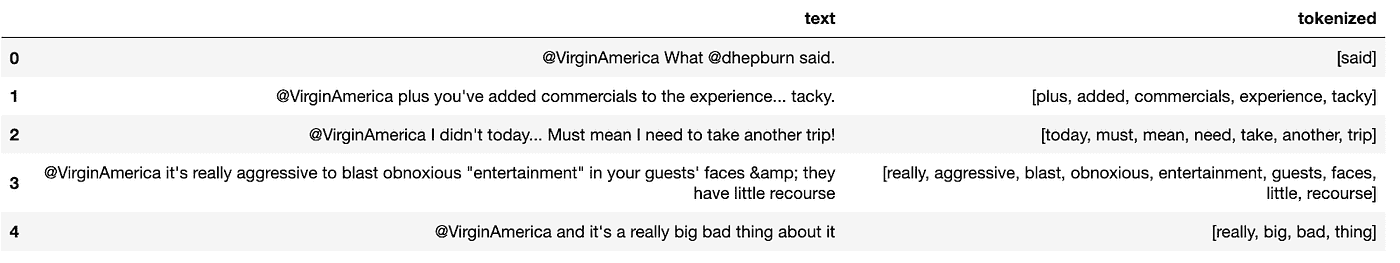 text tokenized
0 @VirginAmerica What @dhepburn said. [said]
1 @VirginAmerica plus you've added commercials to the experience... tacky. [plus, added, commercials, experience, tacky]
2 @VirginAmerica I didn't today... Must mean I need to take another trip! [today, must, mean, need, take, another, trip]
3 @VirginAmerica it's really aggressive to blast obnoxious "entertainment" in your guests' faces &amp; they [really, aggressive, blast, obnoxious, entertainment, guests, faces,
have little recourse little, recourse]
4 @VirginAmerica and it's a really big bad thing about it [really, big, bad, thing]